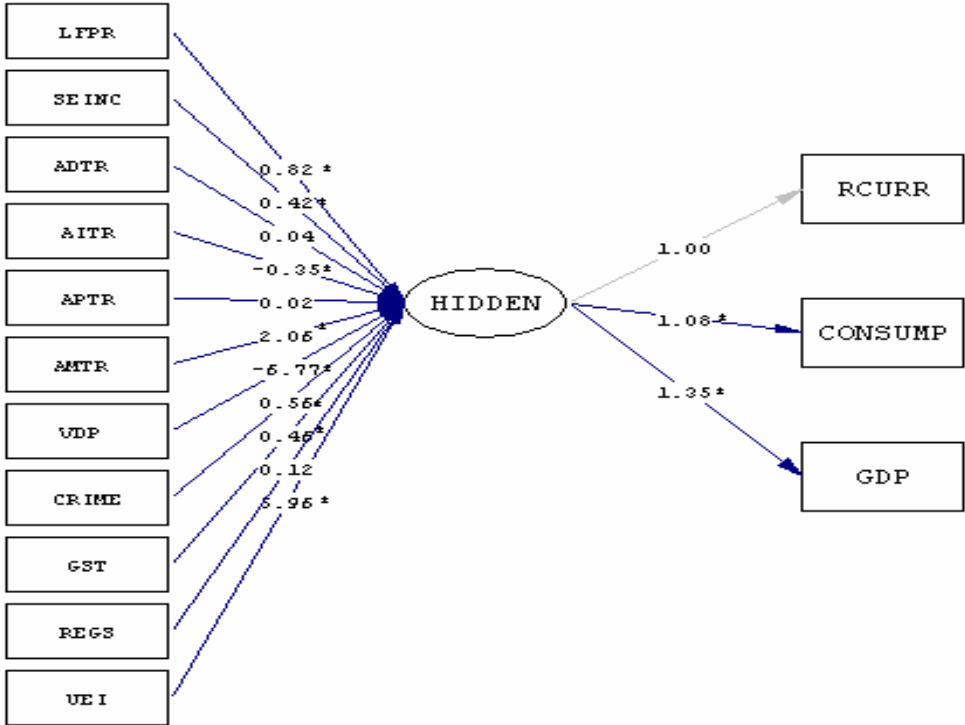 LFPR
SEINC
ADTR
AITR
APTR
AMTR
VDP
CRIME
GST
REGS
UEI
0.82*
0.42*
0.04
-0.35*
0.02
2.06*
-6.77*
0.56*
0.46*
0.12
5.96*
HIDDEN
1.00
1.08*
1.35*
RCURR
CONSUMP
GDP